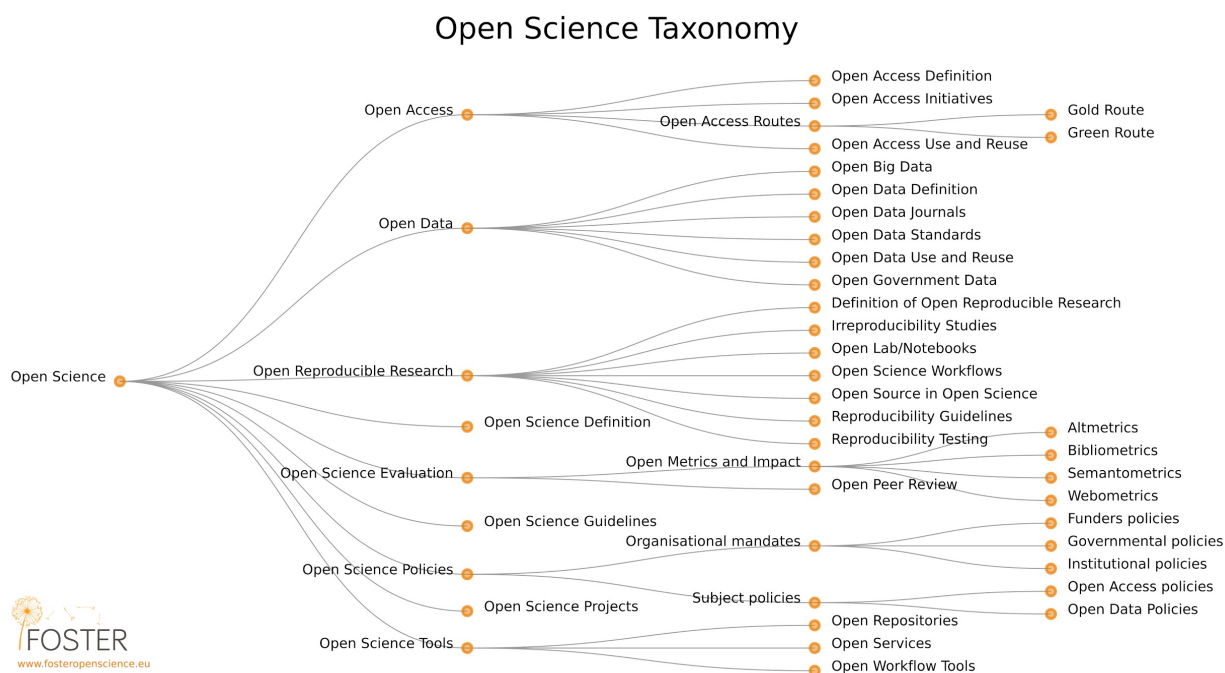 Open Science Taxonomy
Open Access Definition
Open Access
Open Access Initiatives
Open Access Routes
Gold Route
Green Route
Open Access Use and Reuse
Open Big Data
Open Data
Open Data Definition
Open Data Journals
Open Data Standards
Open Data Use and Reuse
Open Government Data
Definition of Open Reproducible Research
Irreproducibility Studies
Open Lab/Notebooks
Open Science
Open Reproducible Research
Open Science Workflows
Open Source in Open Science
Reproducibility Guidelines
Open Science Definition
Reproducibility Testing
Altmetrics
Open Science Evaluation
Open Metrics and Impact
Bibliometrics
Semantometrics
Open Peer Review
Webometrics
Open Science Guidelines
Funders policies
Organisational mandates
Governmental policies
Institutional policies
Open Science Policies
Subject policies
Open Access policies
Open Science Projects
Open Data Policies
Open Repositories
Open Science Tools
Open Services
Open Workflow Tools
FOSTER
www.fosteropenscience.eu